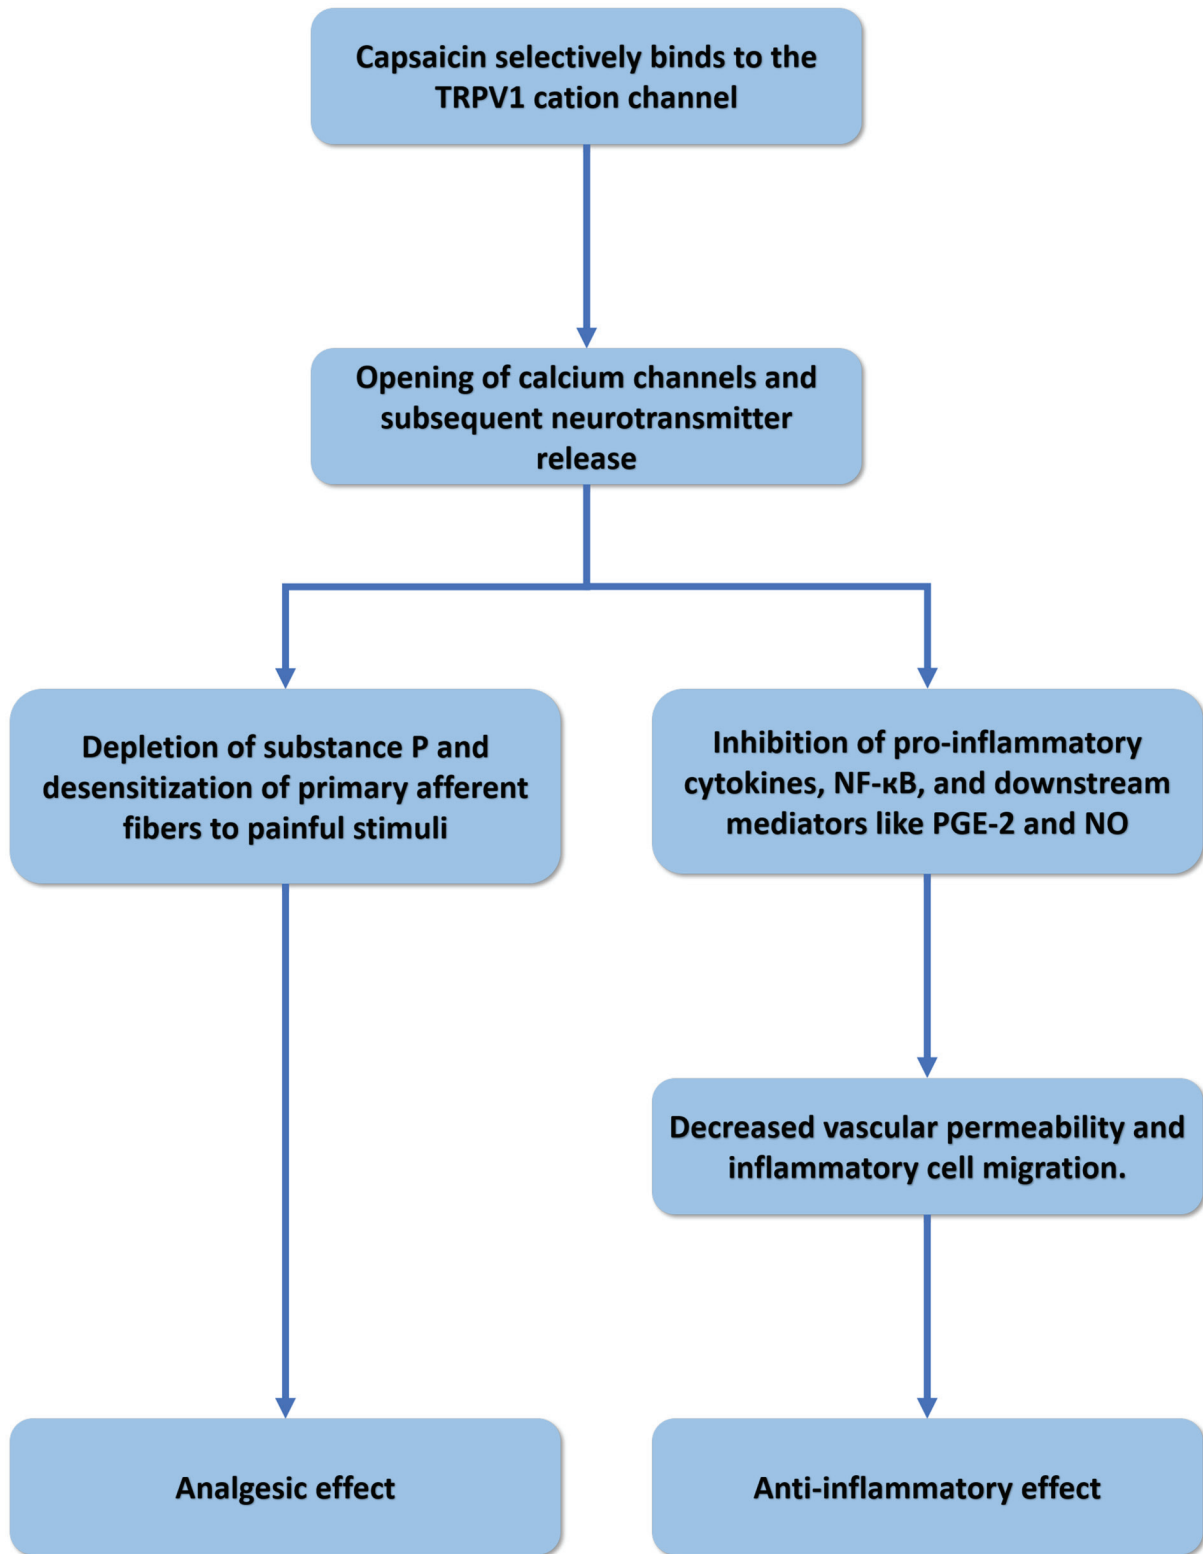 Capsaicin selectively binds to the
TRPV1 cation channel
Opening of calcium channels and
subsequent neurotransmitter
release
Depletion of substance P and
desensitization of primary afferent
fibers to painful stimuli
Inhibition of pro-inflammatory
cytokines, NF-κB, and downstream
mediators like PGE-2 and NO
Decreased vascular permeability and
inflammatory cell migration.
Analgesic effect
Anti-inflammatory effect